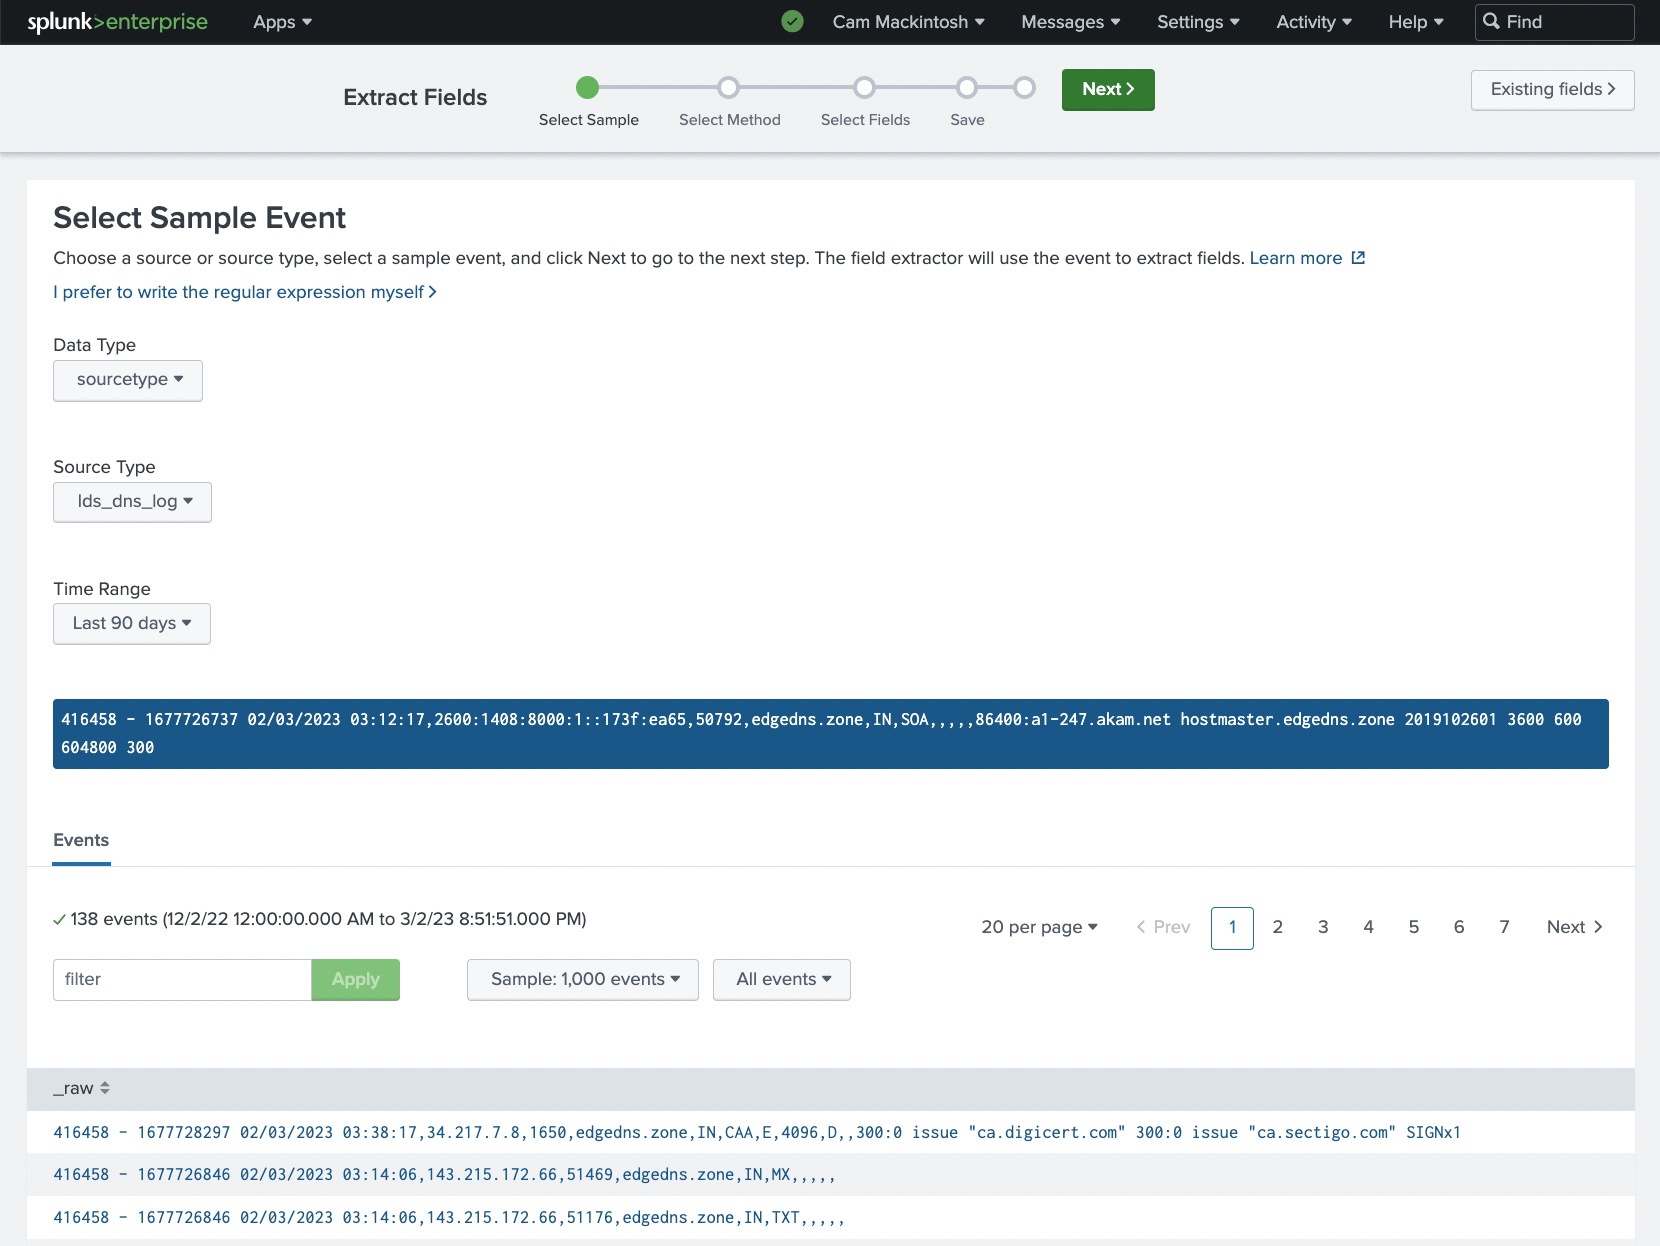 splunk>enterprise Apps Cam Mackintosh Messages Settings Activity Help Find
Extract Fields
Select Sample Select Method Select Fields Save
Next
Existing fields
Select Sample Event
Choose a source or source type, select a sample event, and click Next to go to the next step. The field extractor will use the event to extract fields. Learn more
I prefer to write the regular expression myself
Data Type
sourcetype
Source Type
lds_dns_log
Time Range
Last 90 days
416458 - 1677726737 02/03/2023 03:12:17,2600:1408:8000:1::173f:ea65,50792,edgedns.zone,IN,SOA,,,,,86400:a1-247.akam.net hostmaster.edgedns.zone 2019102601 3600 600
604800 300
Events
138 events (12/2/22 12:00:00.000 AM to 3/2/23 8:51:51.000 PM)
20 per page Prev 1 2 3 4 5 6 7 Next
filter Apply Sample: 1,000 events All events
_raw
416458 - 1677728297 02/03/2023 03:38:17,34.217.7.8,1650,edgedns.zone,IN,CAA,E,4096,D,,300:0 issue "ca.digicert.com" 300:0 issue "ca.sectigo.com" SIGNx1
416458 - 1677726846 02/03/2023 03:14:06,143.215.172.66,51469,edgedns.zone,IN,MX,,,,,
416458 - 1677726846 02/03/2023 03:14:06,143.215.172.66,51176,edgedns.zone,IN,TXT,,,,,